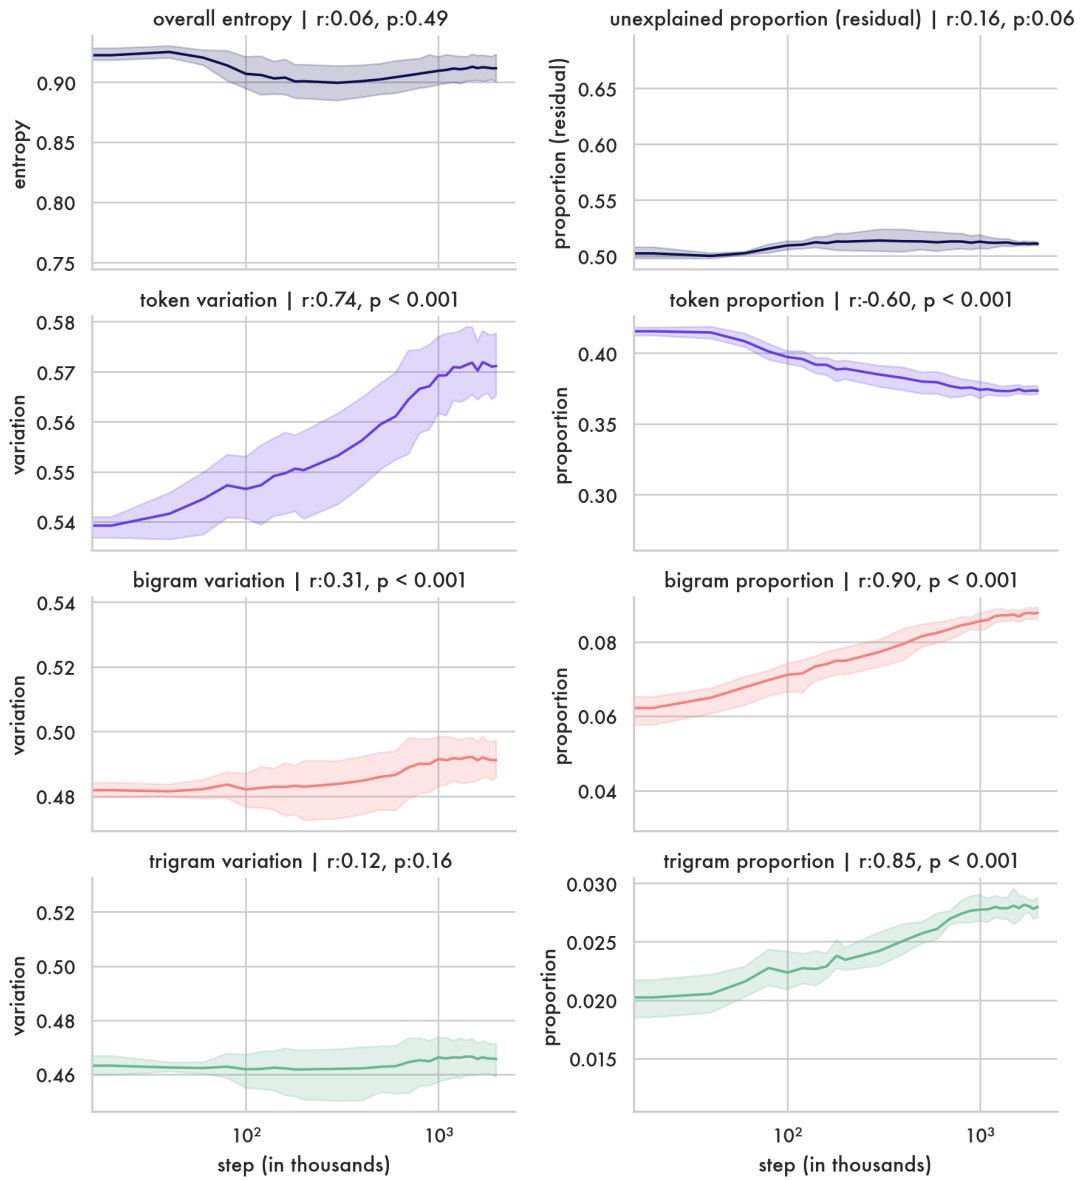 overall entropy | r:0.06, p:0.49
entropy
0.90
0.85
0.80
0.75
unexplained proportion (residual) | r:0.16, p:0.06
proportion (residual)
0.65
0.60
0.55
0.50
token variation | r:0.74, p < 0.001
variation
0.58
0.57
0.56
0.55
0.54
token proportion | r:-0.60, p < 0.001
proportion
0.40
0.35
0.30
bigram variation | r:0.31, p < 0.001
variation
0.54
0.52
0.50
0.48
bigram proportion | r:0.90, p < 0.001
proportion
0.08
0.06
0.04
trigram variation | r:0.12, p:0.16
variation
0.52
0.50
0.48
0.46
10² 10³
step (in thousands)
trigram proportion | r:0.85, p < 0.001
proportion
0.030
0.025
0.020
0.015
10² 10³
step (in thousands)